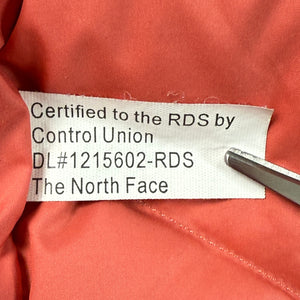 Certified to the RDS by
Control Union
DL#1215602-RDS
The North Face